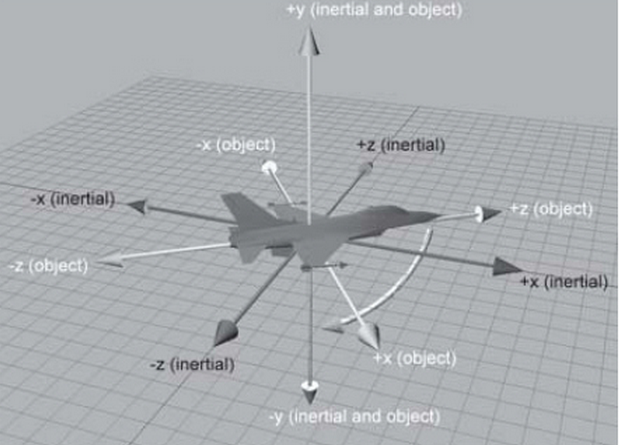 +y (inertial and object)
-x (object)
+z (inertial)
-x (inertial)
+z (object)
-z (object)
+x (inertial)
-z (inertial)
+x (object)
-y (inertial and object)